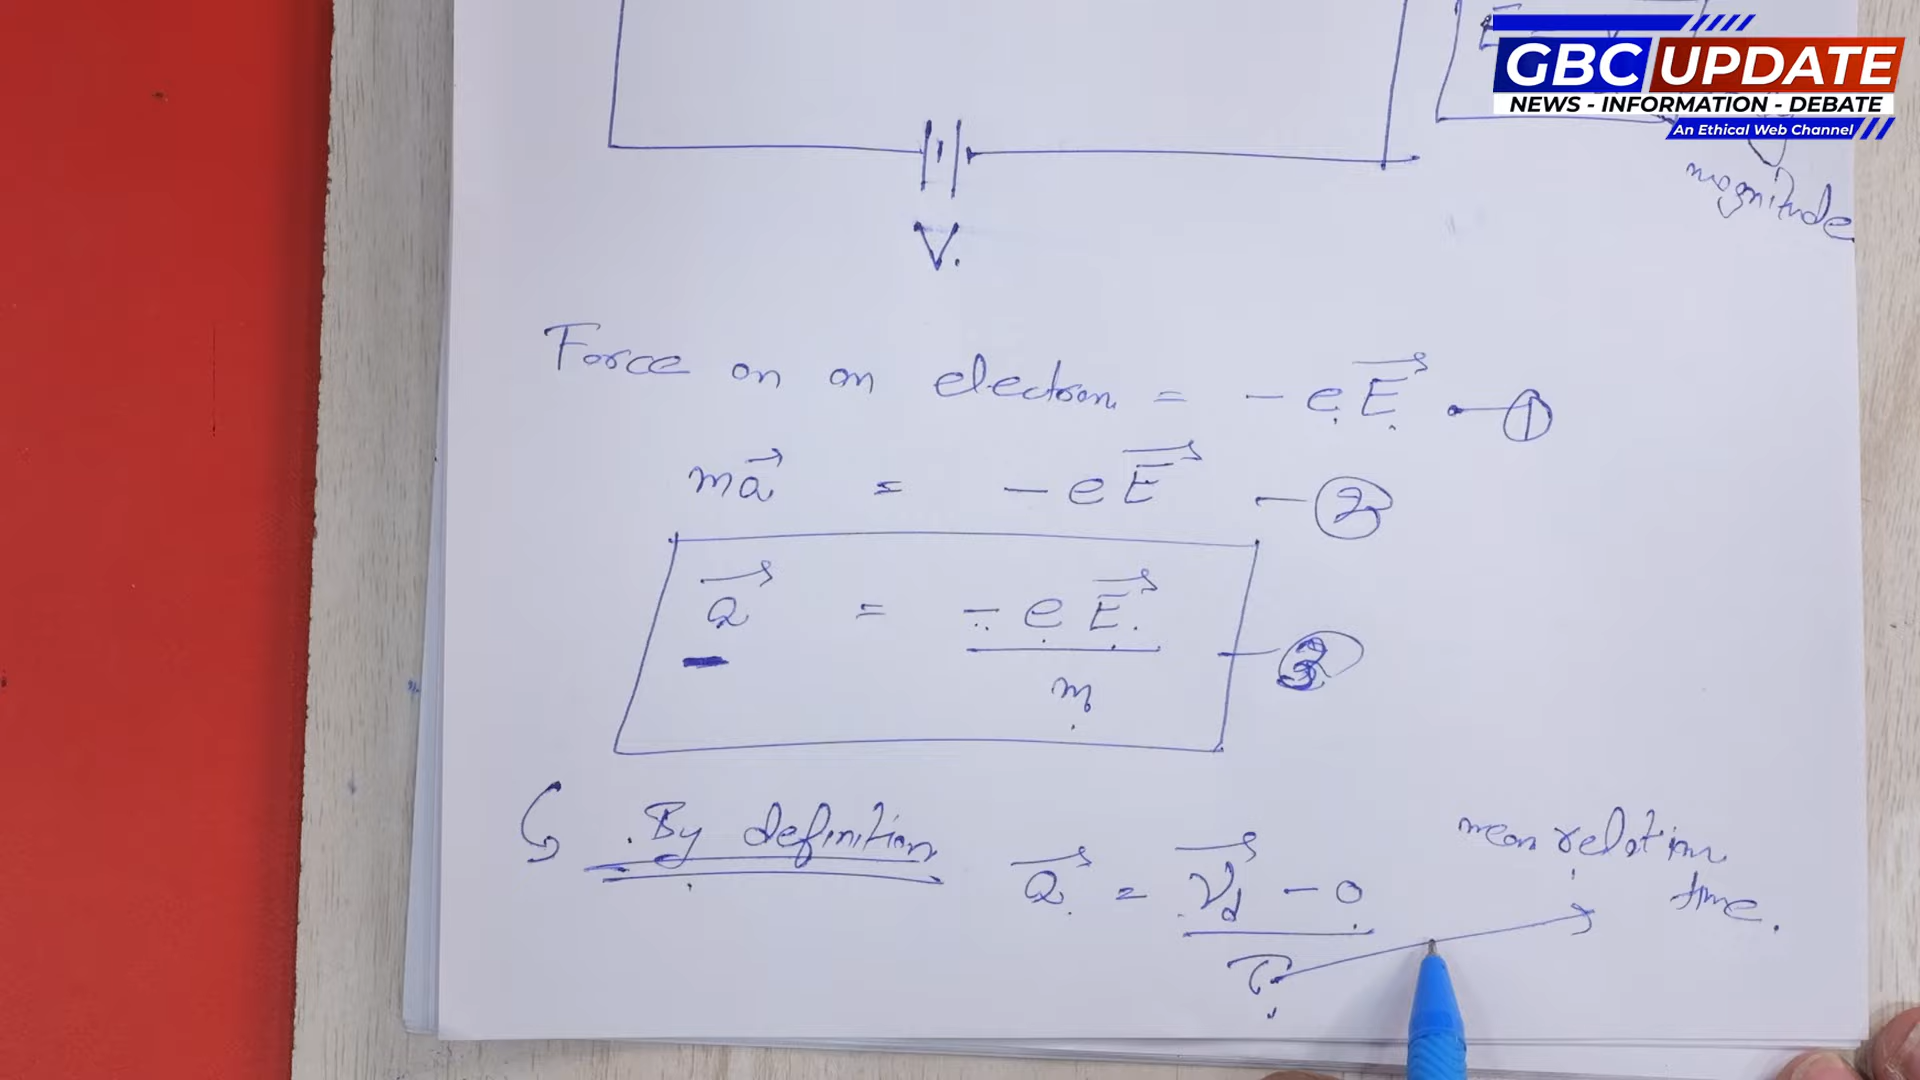 GBC UPDATE
NEWS - INFORMATION - DEBATE
An Ethical Web Channel
magnitude
V.
Force on an electron = - eE → ①
ma⃗ = - eE⃗ - ②
a⃗ = - eE⃗ / m - ③
By definition a⃗ = v⃗d - 0 / τ
mean relation time.